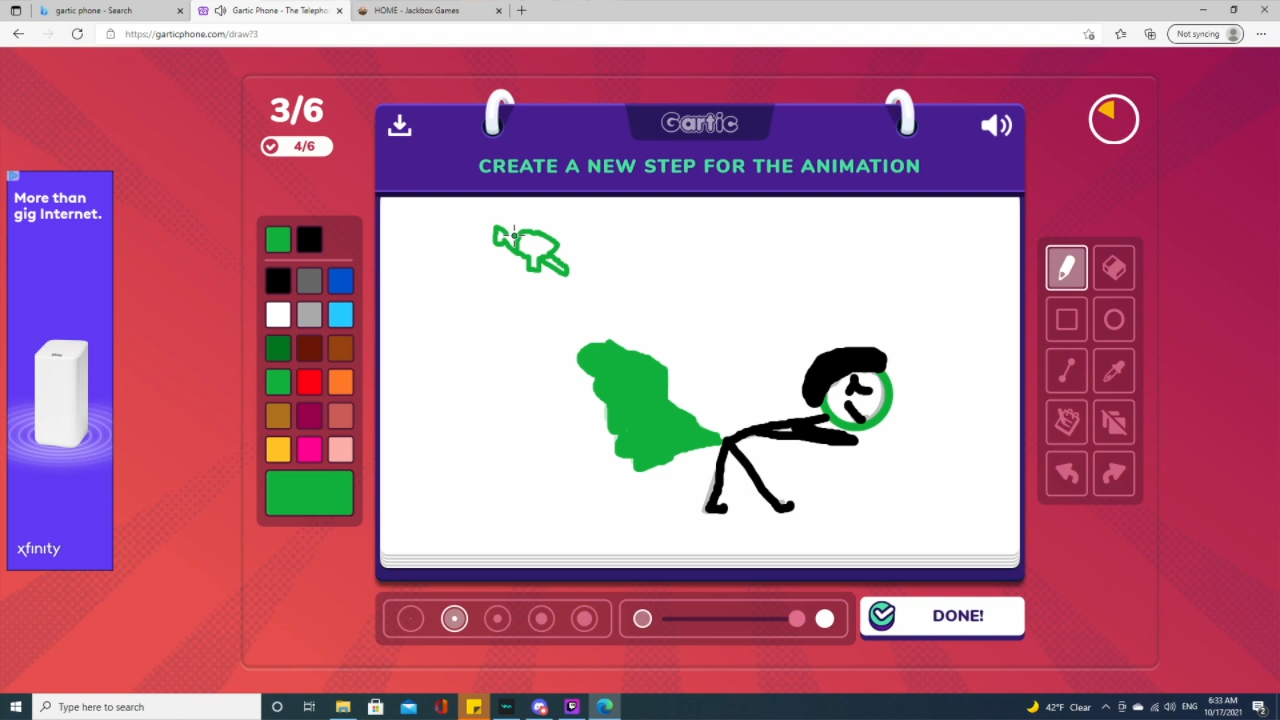 gartic phone - Search
Gartic Phone - The Telepho
HOME - Jackbox Games
https://garticphone.com/draw?3
Not syncing
3/6
4/6
Gartic
CREATE A NEW STEP FOR THE ANIMATION
More than
gig Internet.
xfinity
DONE!
Type here to search
42°F Clear
ENG
6:33 AM
10/17/2021
2